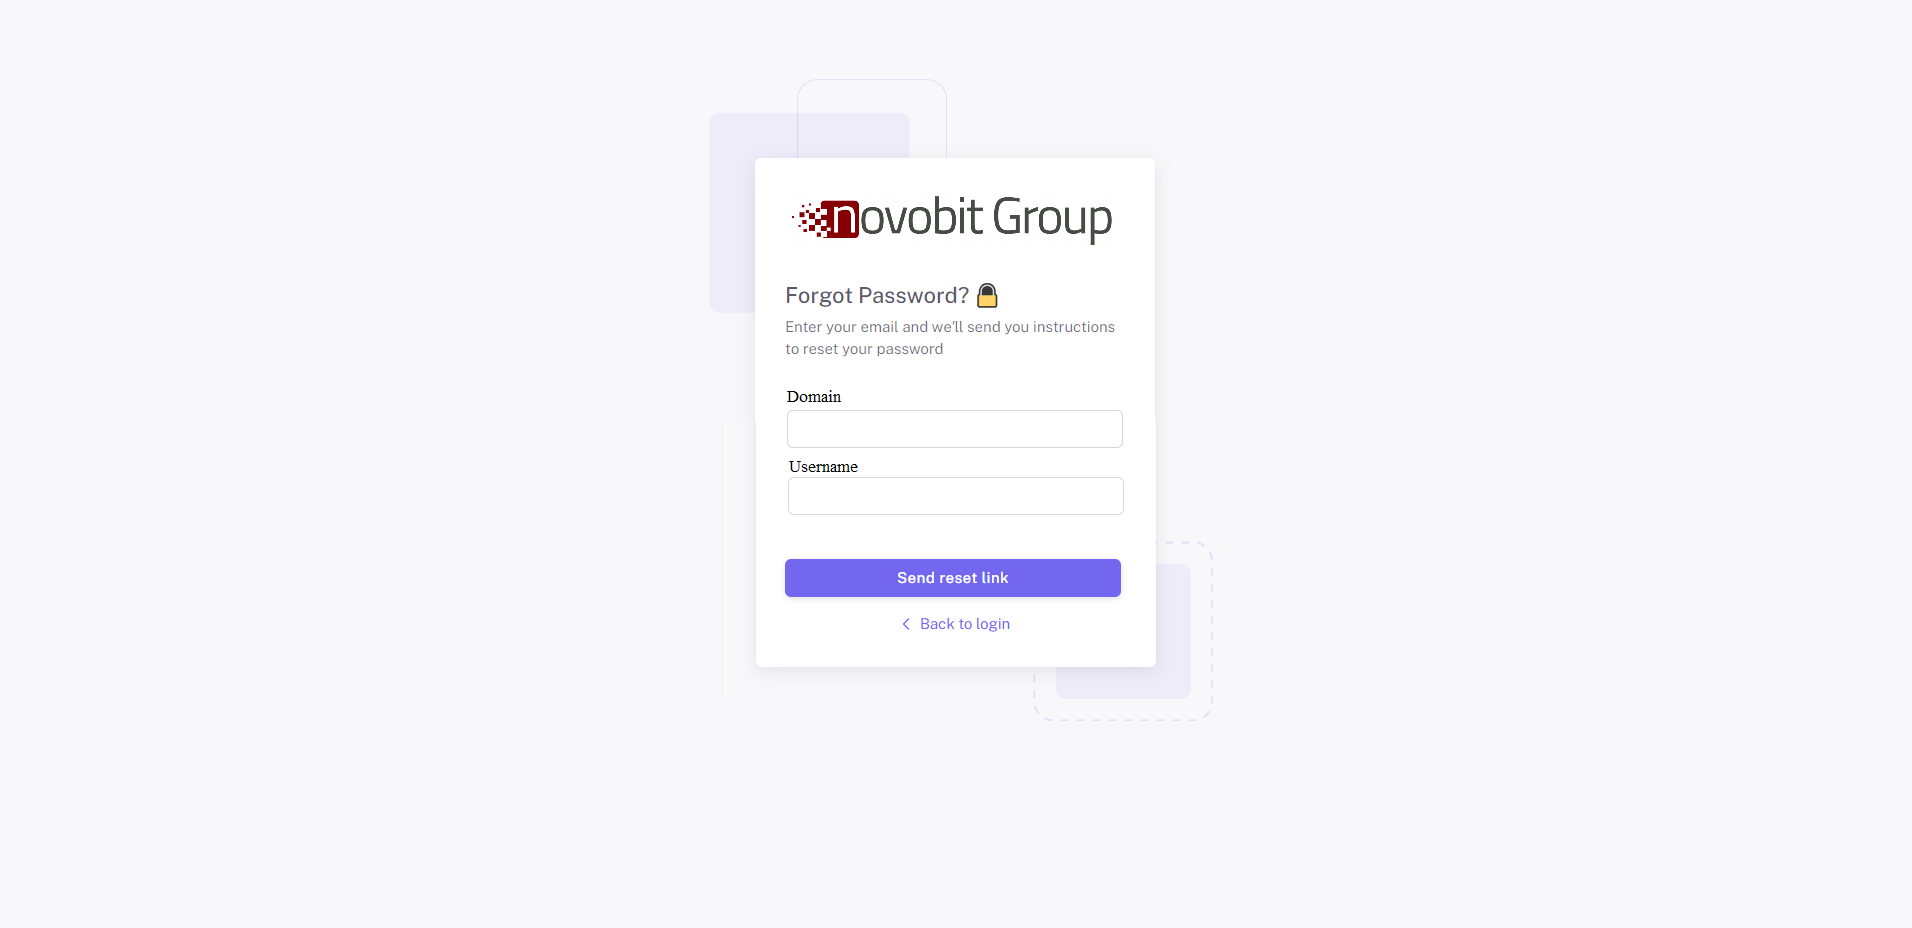 novobit Group
Forgot Password? 🔒
Enter your email and we'll send you instructions
to reset your password
Domain
Username
Send reset link
Back to login